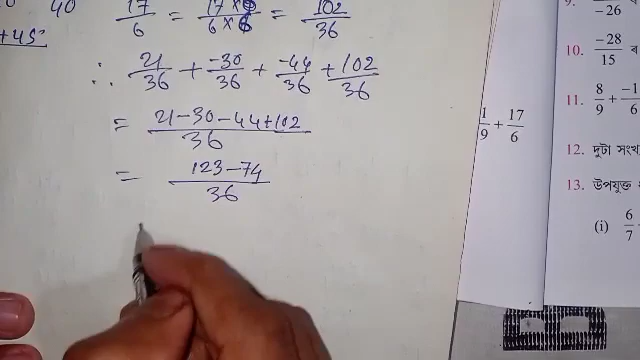 40
+45
17/6 = 17×6/6×6 = 102/36
∴ 21/36 + -30/36 + -44/36 + 102/36
= 21-30-44+102/36
= 123-74/36
1/9 + 17/6
9. /-26
10. -28/15 ৰ
11. 8/9 + -1/6
12. দুটা সংখ
13. উপযুক্ত
(i) 6/7